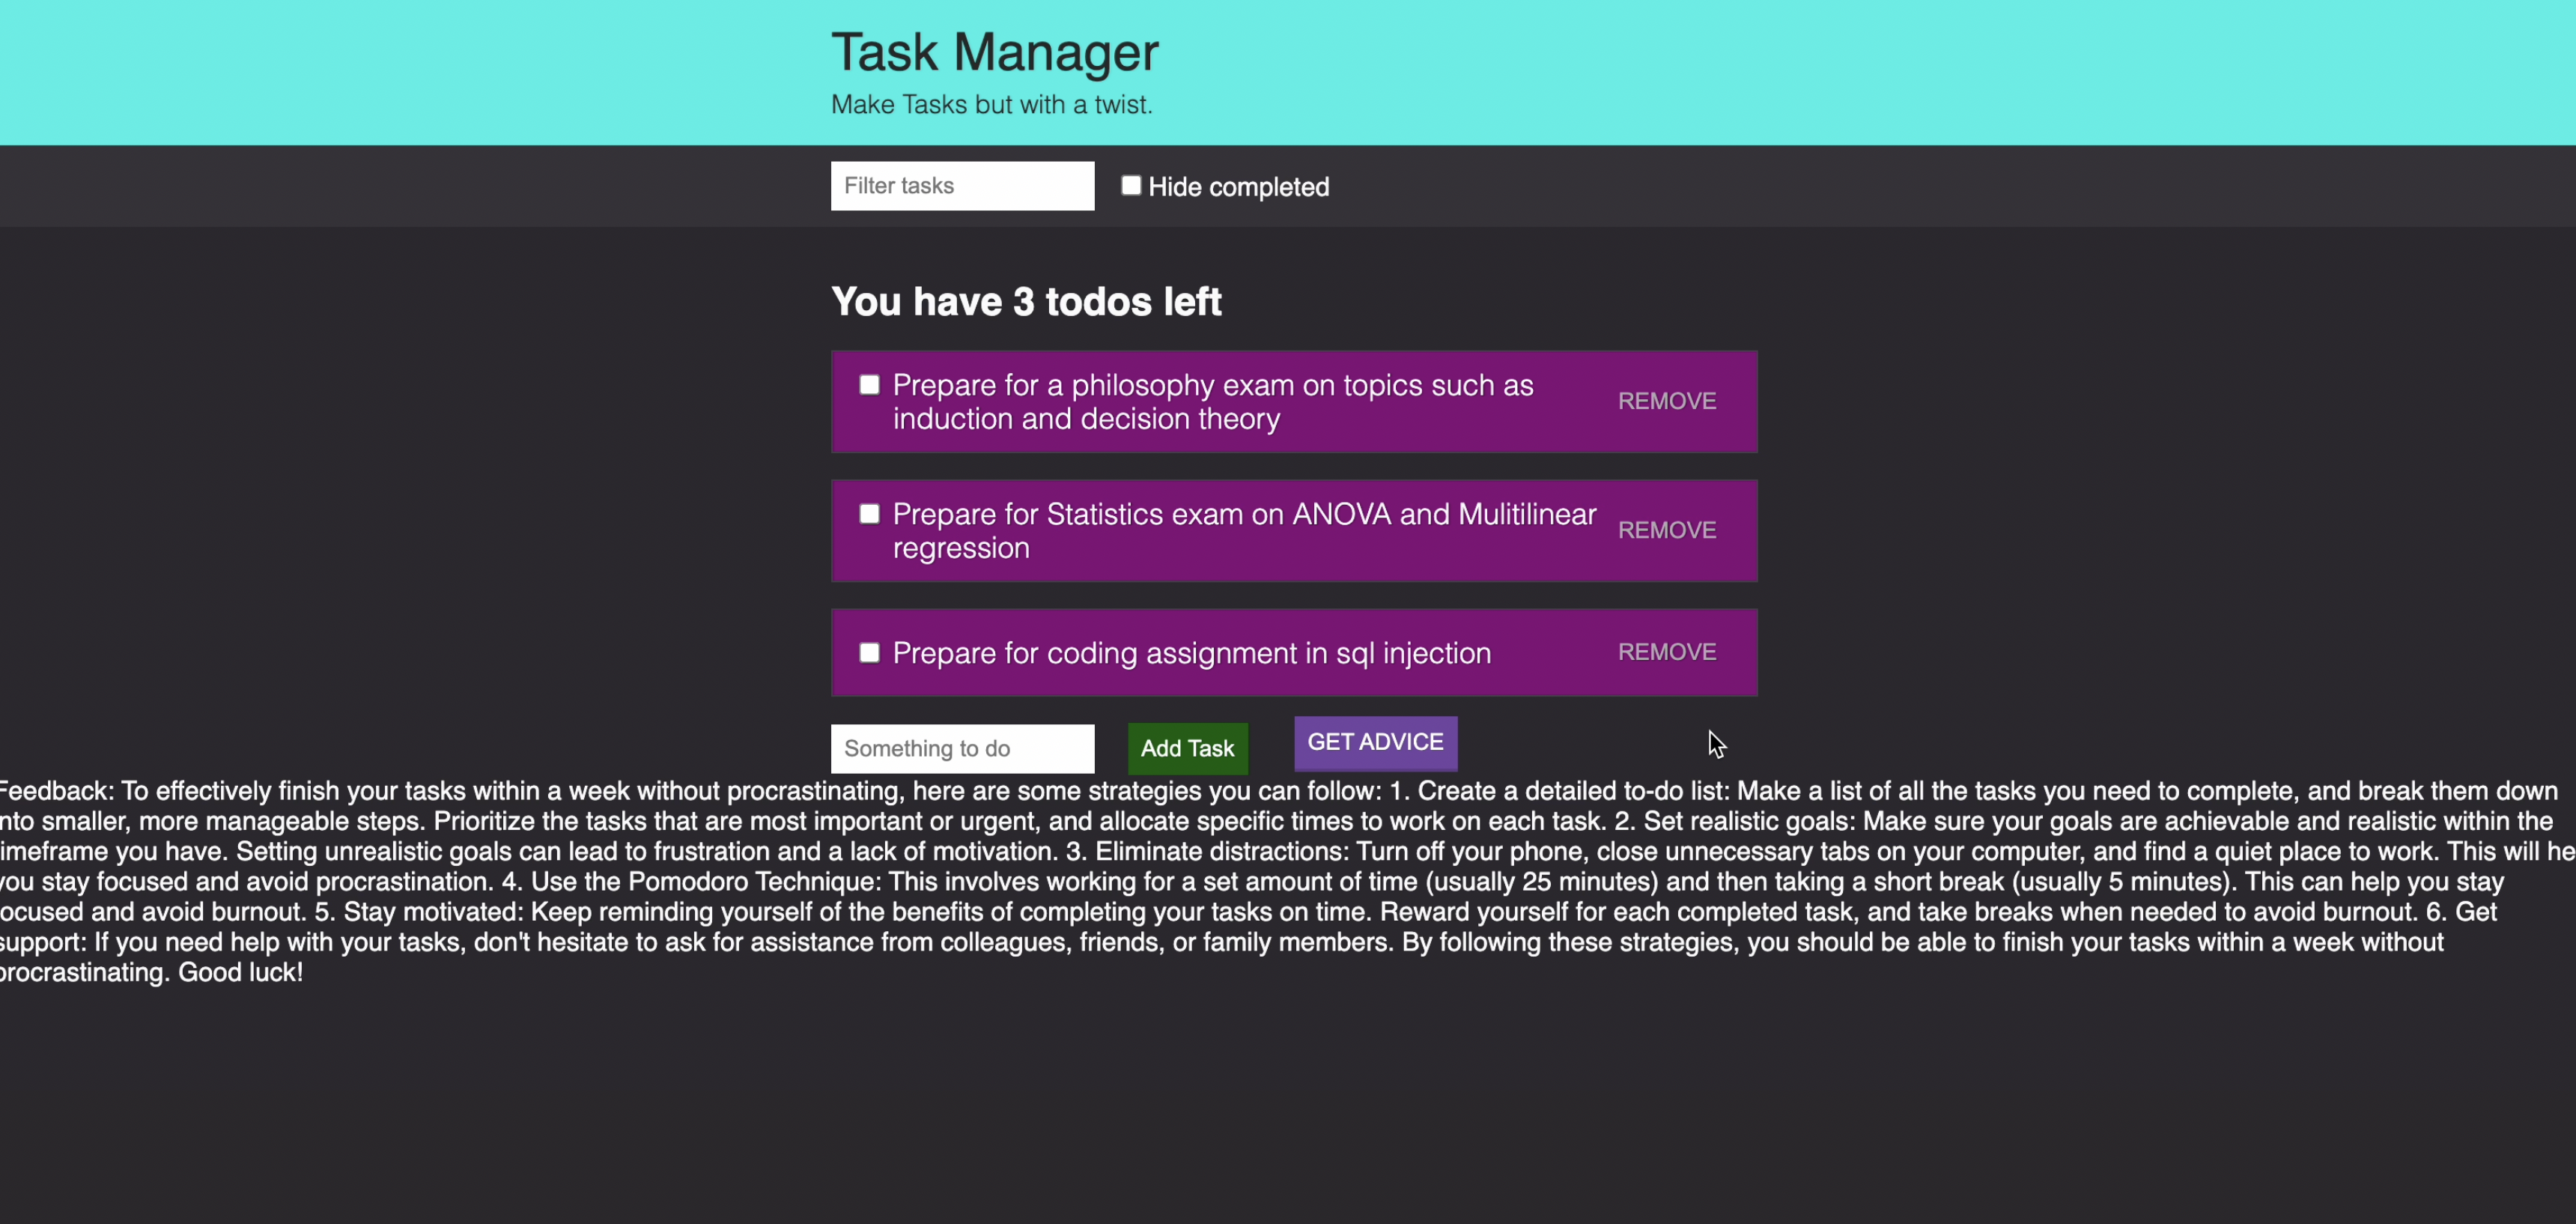 Task Manager
Make Tasks but with a twist.
Filter tasks
Hide completed
You have 3 todos left
Prepare for a philosophy exam on topics such as
induction and decision theory
REMOVE
Prepare for Statistics exam on ANOVA and Mulitilinear
regression
REMOVE
Prepare for coding assignment in sql injection
REMOVE
Something to do
Add Task
GET ADVICE
Feedback: To effectively finish your tasks within a week without procrastinating, here are some strategies you can follow: 1. Create a detailed to-do list: Make a list of all the tasks you need to complete, and break them down
nto smaller, more manageable steps. Prioritize the tasks that are most important or urgent, and allocate specific times to work on each task. 2. Set realistic goals: Make sure your goals are achievable and realistic within the
imeframe you have. Setting unrealistic goals can lead to frustration and a lack of motivation. 3. Eliminate distractions: Turn off your phone, close unnecessary tabs on your computer, and find a quiet place to work. This will he
you stay focused and avoid procrastination. 4. Use the Pomodoro Technique: This involves working for a set amount of time (usually 25 minutes) and then taking a short break (usually 5 minutes). This can help you stay
ocused and avoid burnout. 5. Stay motivated: Keep reminding yourself of the benefits of completing your tasks on time. Reward yourself for each completed task, and take breaks when needed to avoid burnout. 6. Get
support: If you need help with your tasks, don't hesitate to ask for assistance from colleagues, friends, or family members. By following these strategies, you should be able to finish your tasks within a week without
procrastinating. Good luck!